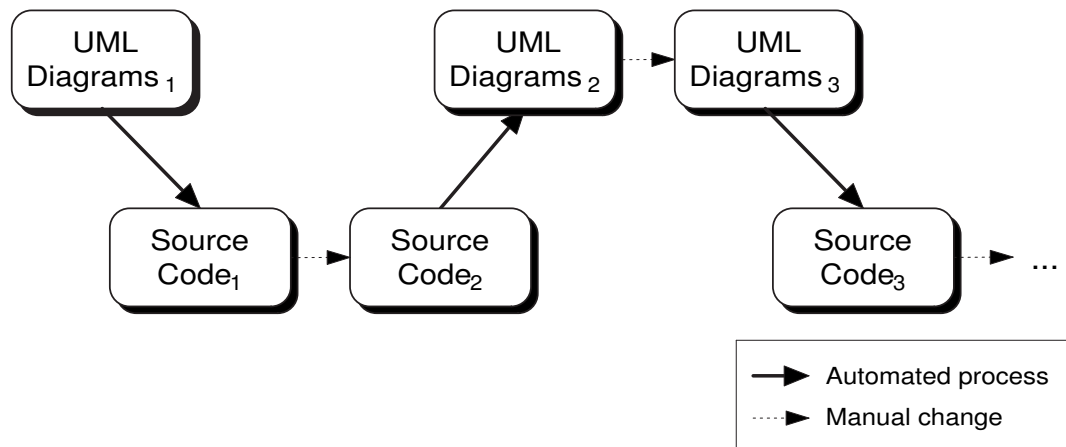 UML
Diagrams 1
UML
Diagrams 2
UML
Diagrams 3
Source
Code1
Source
Code2
Source
Code3
...
Automated process
Manual change